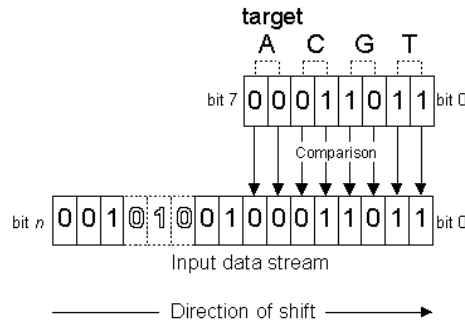 target
A C G T
bit 7 0 0 0 1 1 0 1 1 bit 0
Comparison
bit n 0 0 1 0 1 0 0 1 0 0 0 1 1 0 1 1 bit 0
Input data stream
Direction of shift